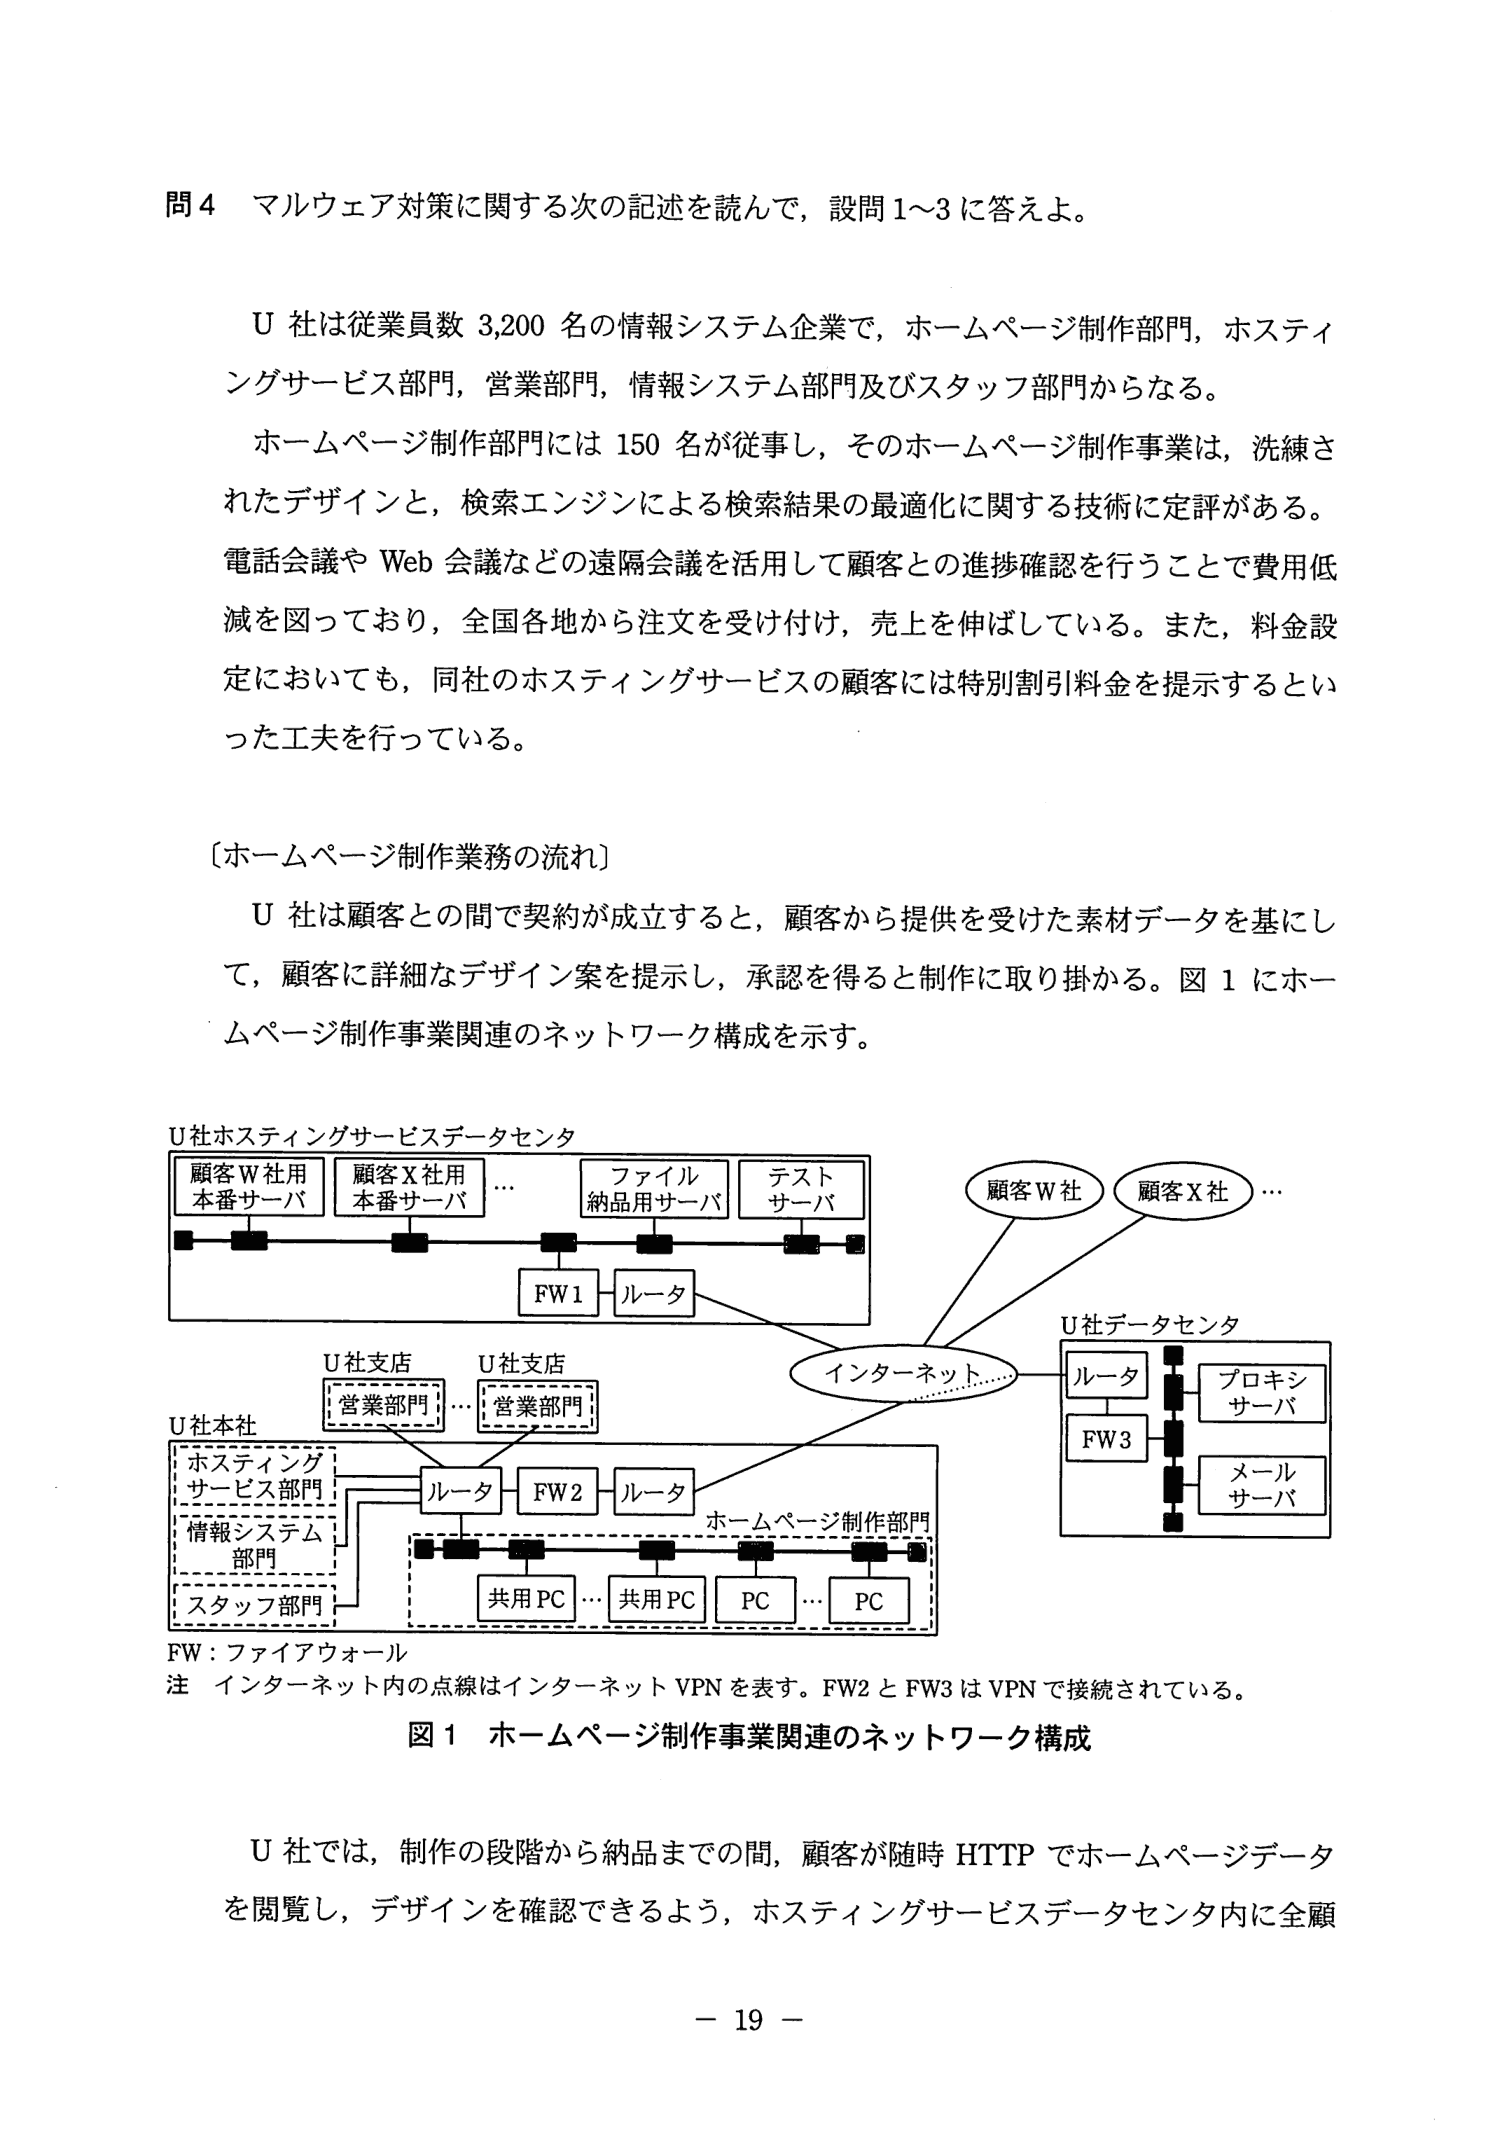 問4　マルウェア対策に関する次の記述を読んで，設問1～3に答えよ。
U 社は従業員数 3,200 名の情報システム企業で，ホームページ制作部門，ホスティ
ングサービス部門，営業部門，情報システム部門及びスタッフ部門からなる。
ホームページ制作部門には 150 名が従事し，そのホームページ制作事業は，洗練さ
れたデザインと，検索エンジンによる検索結果の最適化に関する技術に定評がある。
電話会議や Web 会議などの遠隔会議を活用して顧客との進捗確認を行うことで費用低
減を図っており，全国各地から注文を受け付け，売上を伸ばしている。また，料金設
定においても，同社のホスティングサービスの顧客には特別割引料金を提示するとい
った工夫を行っている。
〔ホームページ制作業務の流れ〕
U 社は顧客との間で契約が成立すると，顧客から提供を受けた素材データを基にし
て，顧客に詳細なデザイン案を提示し，承認を得ると制作に取り掛かる。図 1 にホー
ムページ制作事業関連のネットワーク構成を示す。
U社ホスティングサービスデータセンタ
顧客W社用
本番サーバ
顧客X社用
本番サーバ
…
ファイル
納品用サーバ
テスト
サーバ
顧客W社
顧客X社
…
FW1
ルータ
U社データセンタ
インターネット
ルータ
プロキシ
サーバ
FW3
メール
サーバ
U社支店
U社支店
営業部門
…
営業部門
U社本社
ホスティング
サービス部門
ルータ
FW2
ルータ
ホームページ制作部門
情報システム
部門
スタッフ部門
共用PC
…
共用PC
PC
…
PC
FW：ファイアウォール
注　インターネット内の点線はインターネット VPN を表す。FW2 と FW3 は VPN で接続されている。
図1　ホームページ制作事業関連のネットワーク構成
U 社では，制作の段階から納品までの間，顧客が随時 HTTP でホームページデータ
を閲覧し，デザインを確認できるよう，ホスティングサービスデータセンタ内に全顧
－ 19 －